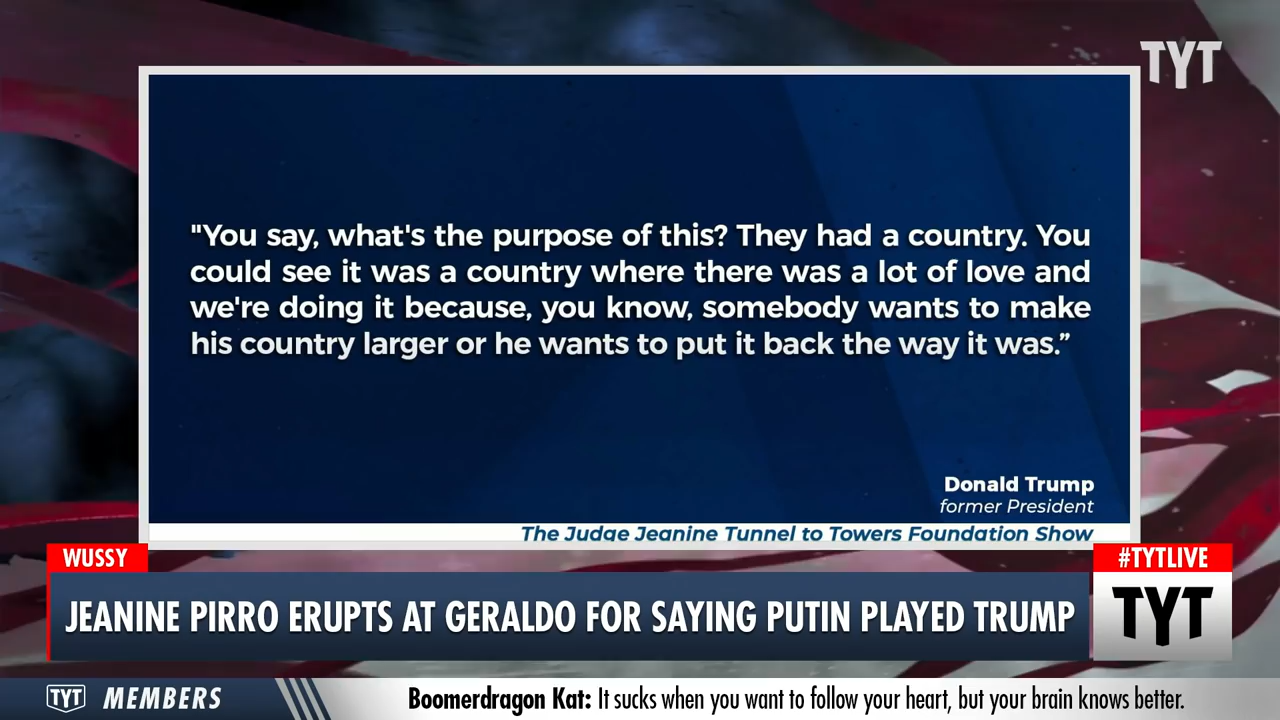 TYT
"You say, what's the purpose of this? They had a country. You
could see it was a country where there was a lot of love and
we're doing it because, you know, somebody wants to make
his country larger or he wants to put it back the way it was.”
Donald Trump
former President
The Judge Jeanine Tunnel to Towers Foundation Show
WUSSY
#TYTLIVE
JEANINE PIRRO ERUPTS AT GERALDO FOR SAYING PUTIN PLAYED TRUMP
TYT
TYT MEMBERS
Boomerdragon Kat: It sucks when you want to follow your heart, but your brain knows better.